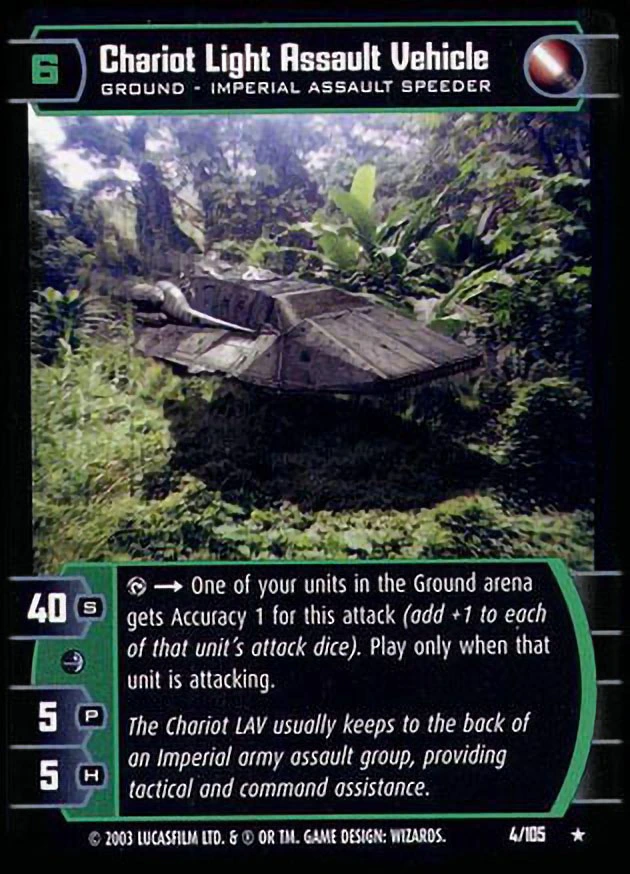 6
Chariot Light Assault Vehicle
GROUND - IMPERIAL ASSAULT SPEEDER
40 S
5 P
5 H
→ One of your units in the Ground arena
gets Accuracy 1 for this attack (add +1 to each
of that unit's attack dice). Play only when that
unit is attacking.
The Chariot LAV usually keeps to the back of
an Imperial army assault group, providing
tactical and command assistance.
© 2003 LUCASFILM LTD. & ® OR TM. GAME DESIGN: WIZARDS.
4/105 ★